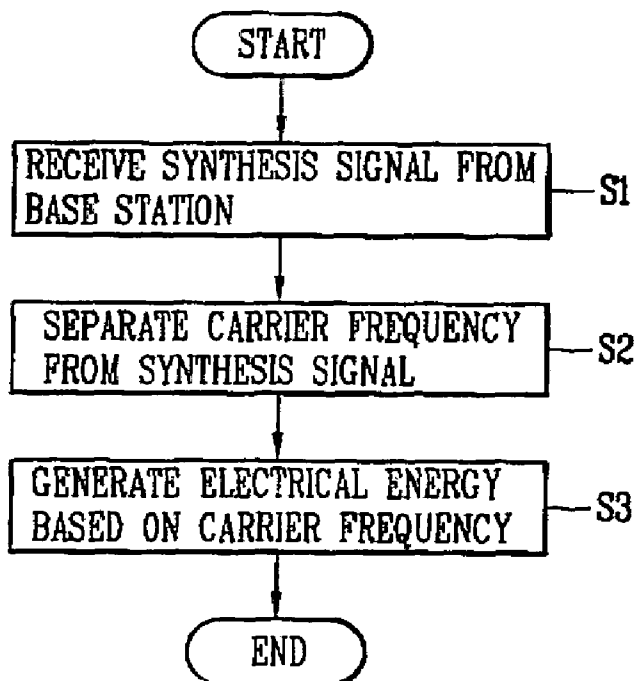 START
RECEIVE SYNTHESIS SIGNAL FROM
BASE STATION
S1
SEPARATE CARRIER FREQUENCY
FROM SYNTHESIS SIGNAL
S2
GENERATE ELECTRICAL ENERGY
BASED ON CARRIER FREQUENCY
S3
END